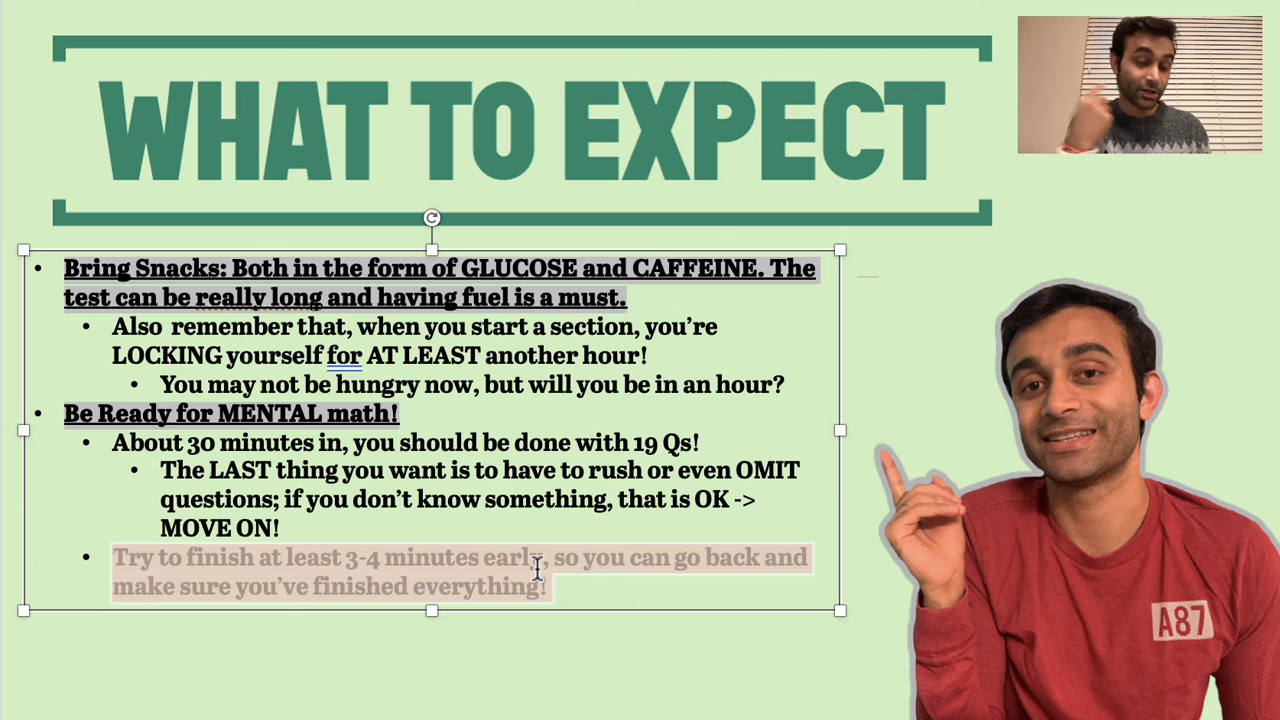 WHAT TO EXPECT
• Bring Snacks: Both in the form of GLUCOSE and CAFFEINE. The
test can be really long and having fuel is a must.
• Also  remember that, when you start a section, you’re
LOCKING yourself for AT LEAST another hour!
• You may not be hungry now, but will you be in an hour?
• Be Ready for MENTAL math!
• About 30 minutes in, you should be done with 19 Qs!
• The LAST thing you want is to have to rush or even OMIT
questions; if you don’t know something, that is OK ->
MOVE ON!
• Try to finish at least 3-4 minutes early, so you can go back and
make sure you’ve finished everything!
A87